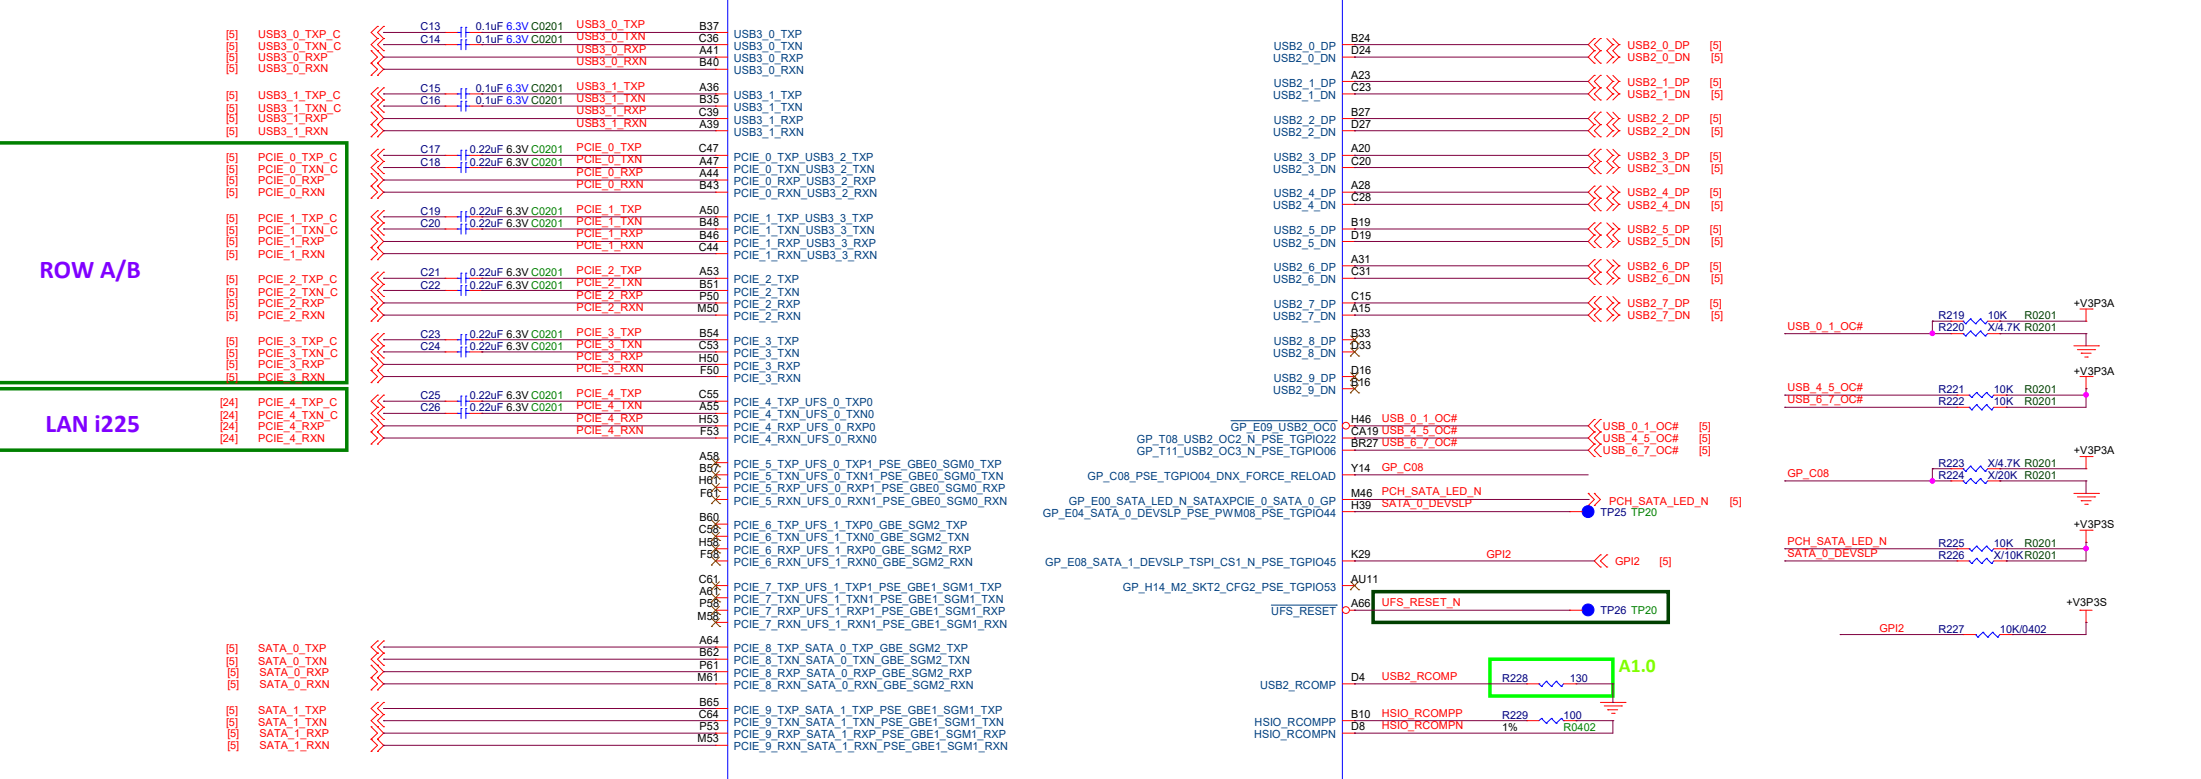 [5] USB3_0_TXP_C C13 0.1uF 6.3V C0201 USB3_0_TXP B37 USB3_0_TXP
[5] USB3_0_TXN_C C14 0.1uF 6.3V C0201 USB3_0_TXN C36 USB3_0_TXN
[5] USB3_0_RXP USB3_0_RXP A41 USB3_0_RXP
[5] USB3_0_RXN USB3_0_RXN B40 USB3_0_RXN
[5] USB3_1_TXP_C C15 0.1uF 6.3V C0201 USB3_1_TXP A36 USB3_1_TXP
[5] USB3_1_TXN_C C16 0.1uF 6.3V C0201 USB3_1_TXN B35 USB3_1_TXN
[5] USB3_1_RXP USB3_1_RXP C39 USB3_1_RXP
[5] USB3_1_RXN USB3_1_RXN A39 USB3_1_RXN
ROW A/B
[5] PCIE_0_TXP_C C17 0.22uF 6.3V C0201 PCIE_0_TXP C47 PCIE_0_TXP_USB3_2_TXP
[5] PCIE_0_TXN_C C18 0.22uF 6.3V C0201 PCIE_0_TXN A47 PCIE_0_TXN_USB3_2_TXN
[5] PCIE_0_RXP PCIE_0_RXP A44 PCIE_0_RXP_USB3_2_RXP
[5] PCIE_0_RXN PCIE_0_RXN B43 PCIE_0_RXN_USB3_2_RXN
[5] PCIE_1_TXP_C C19 0.22uF 6.3V C0201 PCIE_1_TXP A50 PCIE_1_TXP_USB3_3_TXP
[5] PCIE_1_TXN_C C20 0.22uF 6.3V C0201 PCIE_1_TXN B48 PCIE_1_TXN_USB3_3_TXN
[5] PCIE_1_RXP PCIE_1_RXP B46 PCIE_1_RXP_USB3_3_RXP
[5] PCIE_1_RXN PCIE_1_RXN C44 PCIE_1_RXN_USB3_3_RXN
[5] PCIE_2_TXP_C C21 0.22uF 6.3V C0201 PCIE_2_TXP A53 PCIE_2_TXP
[5] PCIE_2_TXN_C C22 0.22uF 6.3V C0201 PCIE_2_TXN B51 PCIE_2_TXN
[5] PCIE_2_RXP PCIE_2_RXP P50 PCIE_2_RXP
[5] PCIE_2_RXN PCIE_2_RXN M50 PCIE_2_RXN
[5] PCIE_3_TXP_C C23 0.22uF 6.3V C0201 PCIE_3_TXP B54 PCIE_3_TXP
[5] PCIE_3_TXN_C C24 0.22uF 6.3V C0201 PCIE_3_TXN C53 PCIE_3_TXN
[5] PCIE_3_RXP PCIE_3_RXP H50 PCIE_3_RXP
[5] PCIE_3_RXN PCIE_3_RXN F50 PCIE_3_RXN
LAN i225
[24] PCIE_4_TXP_C C25 0.22uF 6.3V C0201 PCIE_4_TXP C55 PCIE_4_TXP_UFS_0_TXP0
[24] PCIE_4_TXN_C C26 0.22uF 6.3V C0201 PCIE_4_TXN A55 PCIE_4_TXN_UFS_0_TXN0
[24] PCIE_4_RXP PCIE_4_RXP H53 PCIE_4_RXP_UFS_0_RXP0
[24] PCIE_4_RXN PCIE_4_RXN F53 PCIE_4_RXN_UFS_0_RXN0
A58 PCIE_5_TXP_UFS_0_TXP1_PSE_GBE0_SGM0_TXP
B57 PCIE_5_TXN_UFS_0_TXN1_PSE_GBE0_SGM0_TXN
H61 PCIE_5_RXP_UFS_0_RXP1_PSE_GBE0_SGM0_RXP
F61 PCIE_5_RXN_UFS_0_RXN1_PSE_GBE0_SGM0_RXN
B60 PCIE_6_TXP_UFS_1_TXP0_GBE_SGM2_TXP
C58 PCIE_6_TXN_UFS_1_TXN0_GBE_SGM2_TXN
H58 PCIE_6_RXP_UFS_1_RXP0_GBE_SGM2_RXP
F58 PCIE_6_RXN_UFS_1_RXN0_GBE_SGM2_RXN
C61 PCIE_7_TXP_UFS_1_TXP1_PSE_GBE1_SGM1_TXP
A61 PCIE_7_TXN_UFS_1_TXN1_PSE_GBE1_SGM1_TXN
P58 PCIE_7_RXP_UFS_1_RXP1_PSE_GBE1_SGM1_RXP
M58 PCIE_7_RXN_UFS_1_RXN1_PSE_GBE1_SGM1_RXN
[5] SATA_0_TXP A64 PCIE_8_TXP_SATA_0_TXP_GBE_SGM2_TXP
[5] SATA_0_TXN B62 PCIE_8_TXN_SATA_0_TXN_GBE_SGM2_TXN
[5] SATA_0_RXP P61 PCIE_8_RXP_SATA_0_RXP_GBE_SGM2_RXP
[5] SATA_0_RXN M61 PCIE_8_RXN_SATA_0_RXN_GBE_SGM2_RXN
[5] SATA_1_TXP B65 PCIE_9_TXP_SATA_1_TXP_PSE_GBE1_SGM1_TXP
[5] SATA_1_TXN C64 PCIE_9_TXN_SATA_1_TXN_PSE_GBE1_SGM1_TXN
[5] SATA_1_RXP P53 PCIE_9_RXP_SATA_1_RXP_PSE_GBE1_SGM1_RXP
[5] SATA_1_RXN M53 PCIE_9_RXN_SATA_1_RXN_PSE_GBE1_SGM1_RXN
USB2_0_DP B24 USB2_0_DP [5]
USB2_0_DN D24 USB2_0_DN [5]
USB2_1_DP A23 USB2_1_DP [5]
USB2_1_DN C23 USB2_1_DN [5]
USB2_2_DP B27 USB2_2_DP [5]
USB2_2_DN D27 USB2_2_DN [5]
USB2_3_DP A20 USB2_3_DP [5]
USB2_3_DN C20 USB2_3_DN [5]
USB2_4_DP A28 USB2_4_DP [5]
USB2_4_DN C28 USB2_4_DN [5]
USB2_5_DP B19 USB2_5_DP [5]
USB2_5_DN D19 USB2_5_DN [5]
USB2_6_DP A31 USB2_6_DP [5]
USB2_6_DN C31 USB2_6_DN [5]
USB2_7_DP C15 USB2_7_DP [5]
USB2_7_DN A15 USB2_7_DN [5]
USB2_8_DP B33
USB2_8_DN D33
USB2_9_DP D16
USB2_9_DN B16
GP_E09_USB2_OC0 H46 USB_0_1_OC# USB_0_1_OC# [5]
GP_T08_USB2_OC2_N_PSE_TGPIO22 CA19 USB_4_5_OC# USB_4_5_OC# [5]
GP_T11_USB2_OC3_N_PSE_TGPIO06 BR27 USB_6_7_OC# USB_6_7_OC# [5]
GP_C08_PSE_TGPIO04_DNX_FORCE_RELOAD Y14 GP_C08
GP_E00_SATA_LED_N_SATAXPCIE_0_SATA_0_GP M46 PCH_SATA_LED_N PCH_SATA_LED_N [5]
GP_E04_SATA_0_DEVSLP_PSE_PWM08_PSE_TGPIO44 H39 SATA_0_DEVSLP TP25 TP20
GP_E08_SATA_1_DEVSLP_TSPI_CS1_N_PSE_TGPIO45 K29 GPI2 GPI2 [5]
GP_H14_M2_SKT2_CFG2_PSE_TGPIO53 AU11
UFS_RESET A66 UFS_RESET_N TP26 TP20
USB2_RCOMP D4 USB2_RCOMP R228 130 A1.0
HSIO_RCOMPP B10 HSIO_RCOMPP R229 100
HSIO_RCOMPN D8 HSIO_RCOMPN 1% R0402
+V3P3A
R219 10K R0201
USB_0_1_OC# R220 X/4.7K R0201
+V3P3A
USB_4_5_OC# R221 10K R0201
USB_6_7_OC# R222 10K R0201
+V3P3A
R223 X/4.7K R0201
GP_C08 R224 X/20K R0201
+V3P3S
PCH_SATA_LED_N R225 10K R0201
SATA_0_DEVSLP R226 X/10K R0201
+V3P3S
GPI2 R227 10K/0402